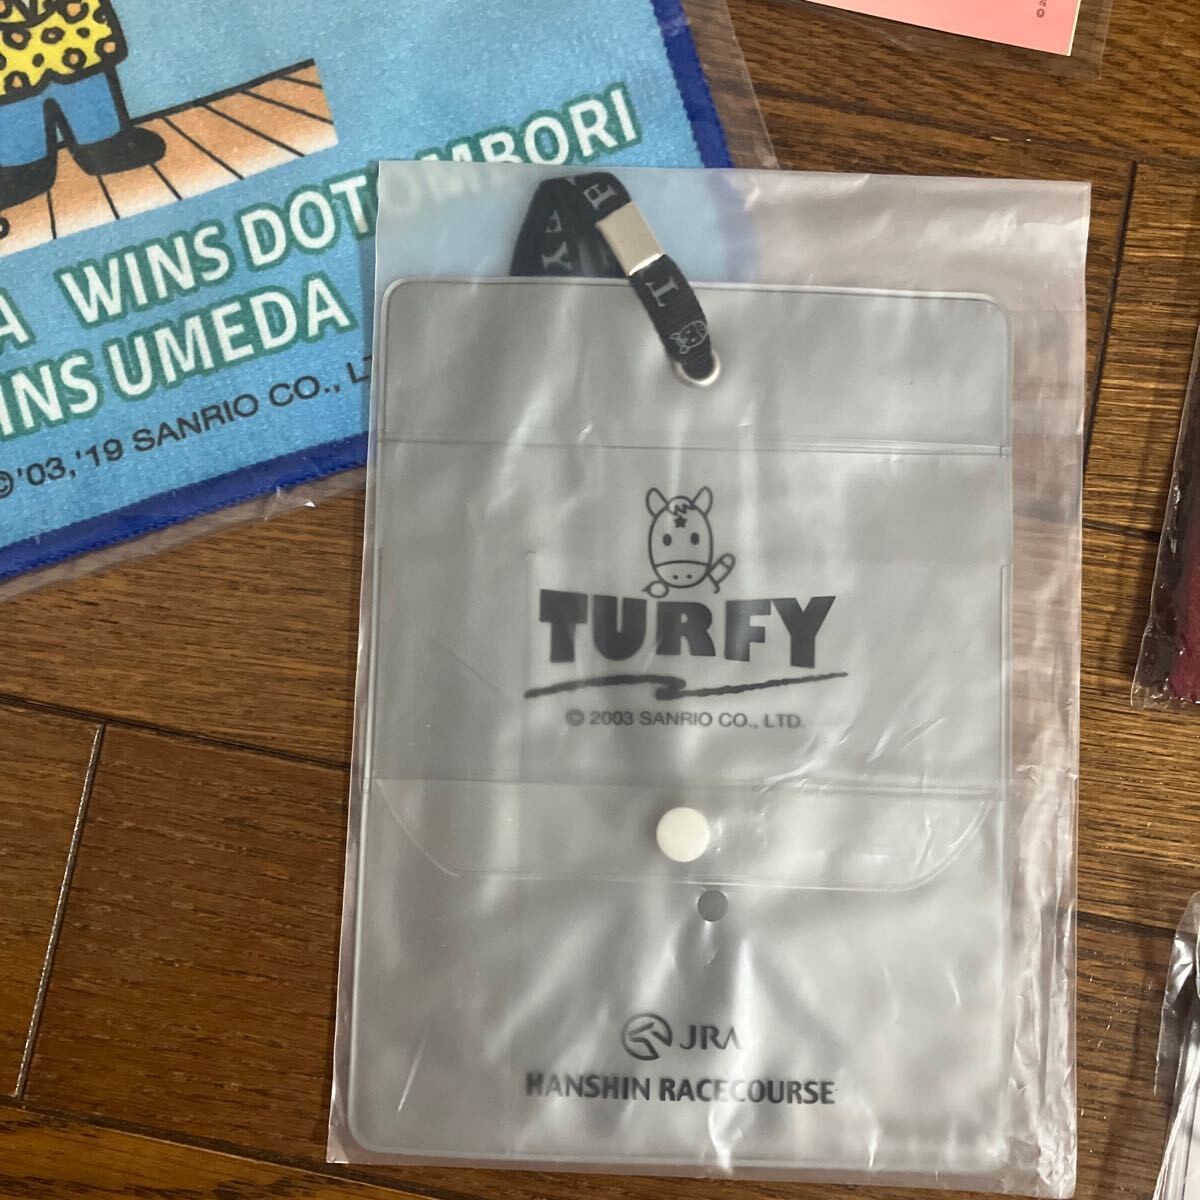 WINS DOTOMBORI
INS UMEDA
©'03,'19 SANRIO CO., LT
TURFY
© 2003 SANRIO CO., LTD.
JRA
HANSHIN RACECOURSE